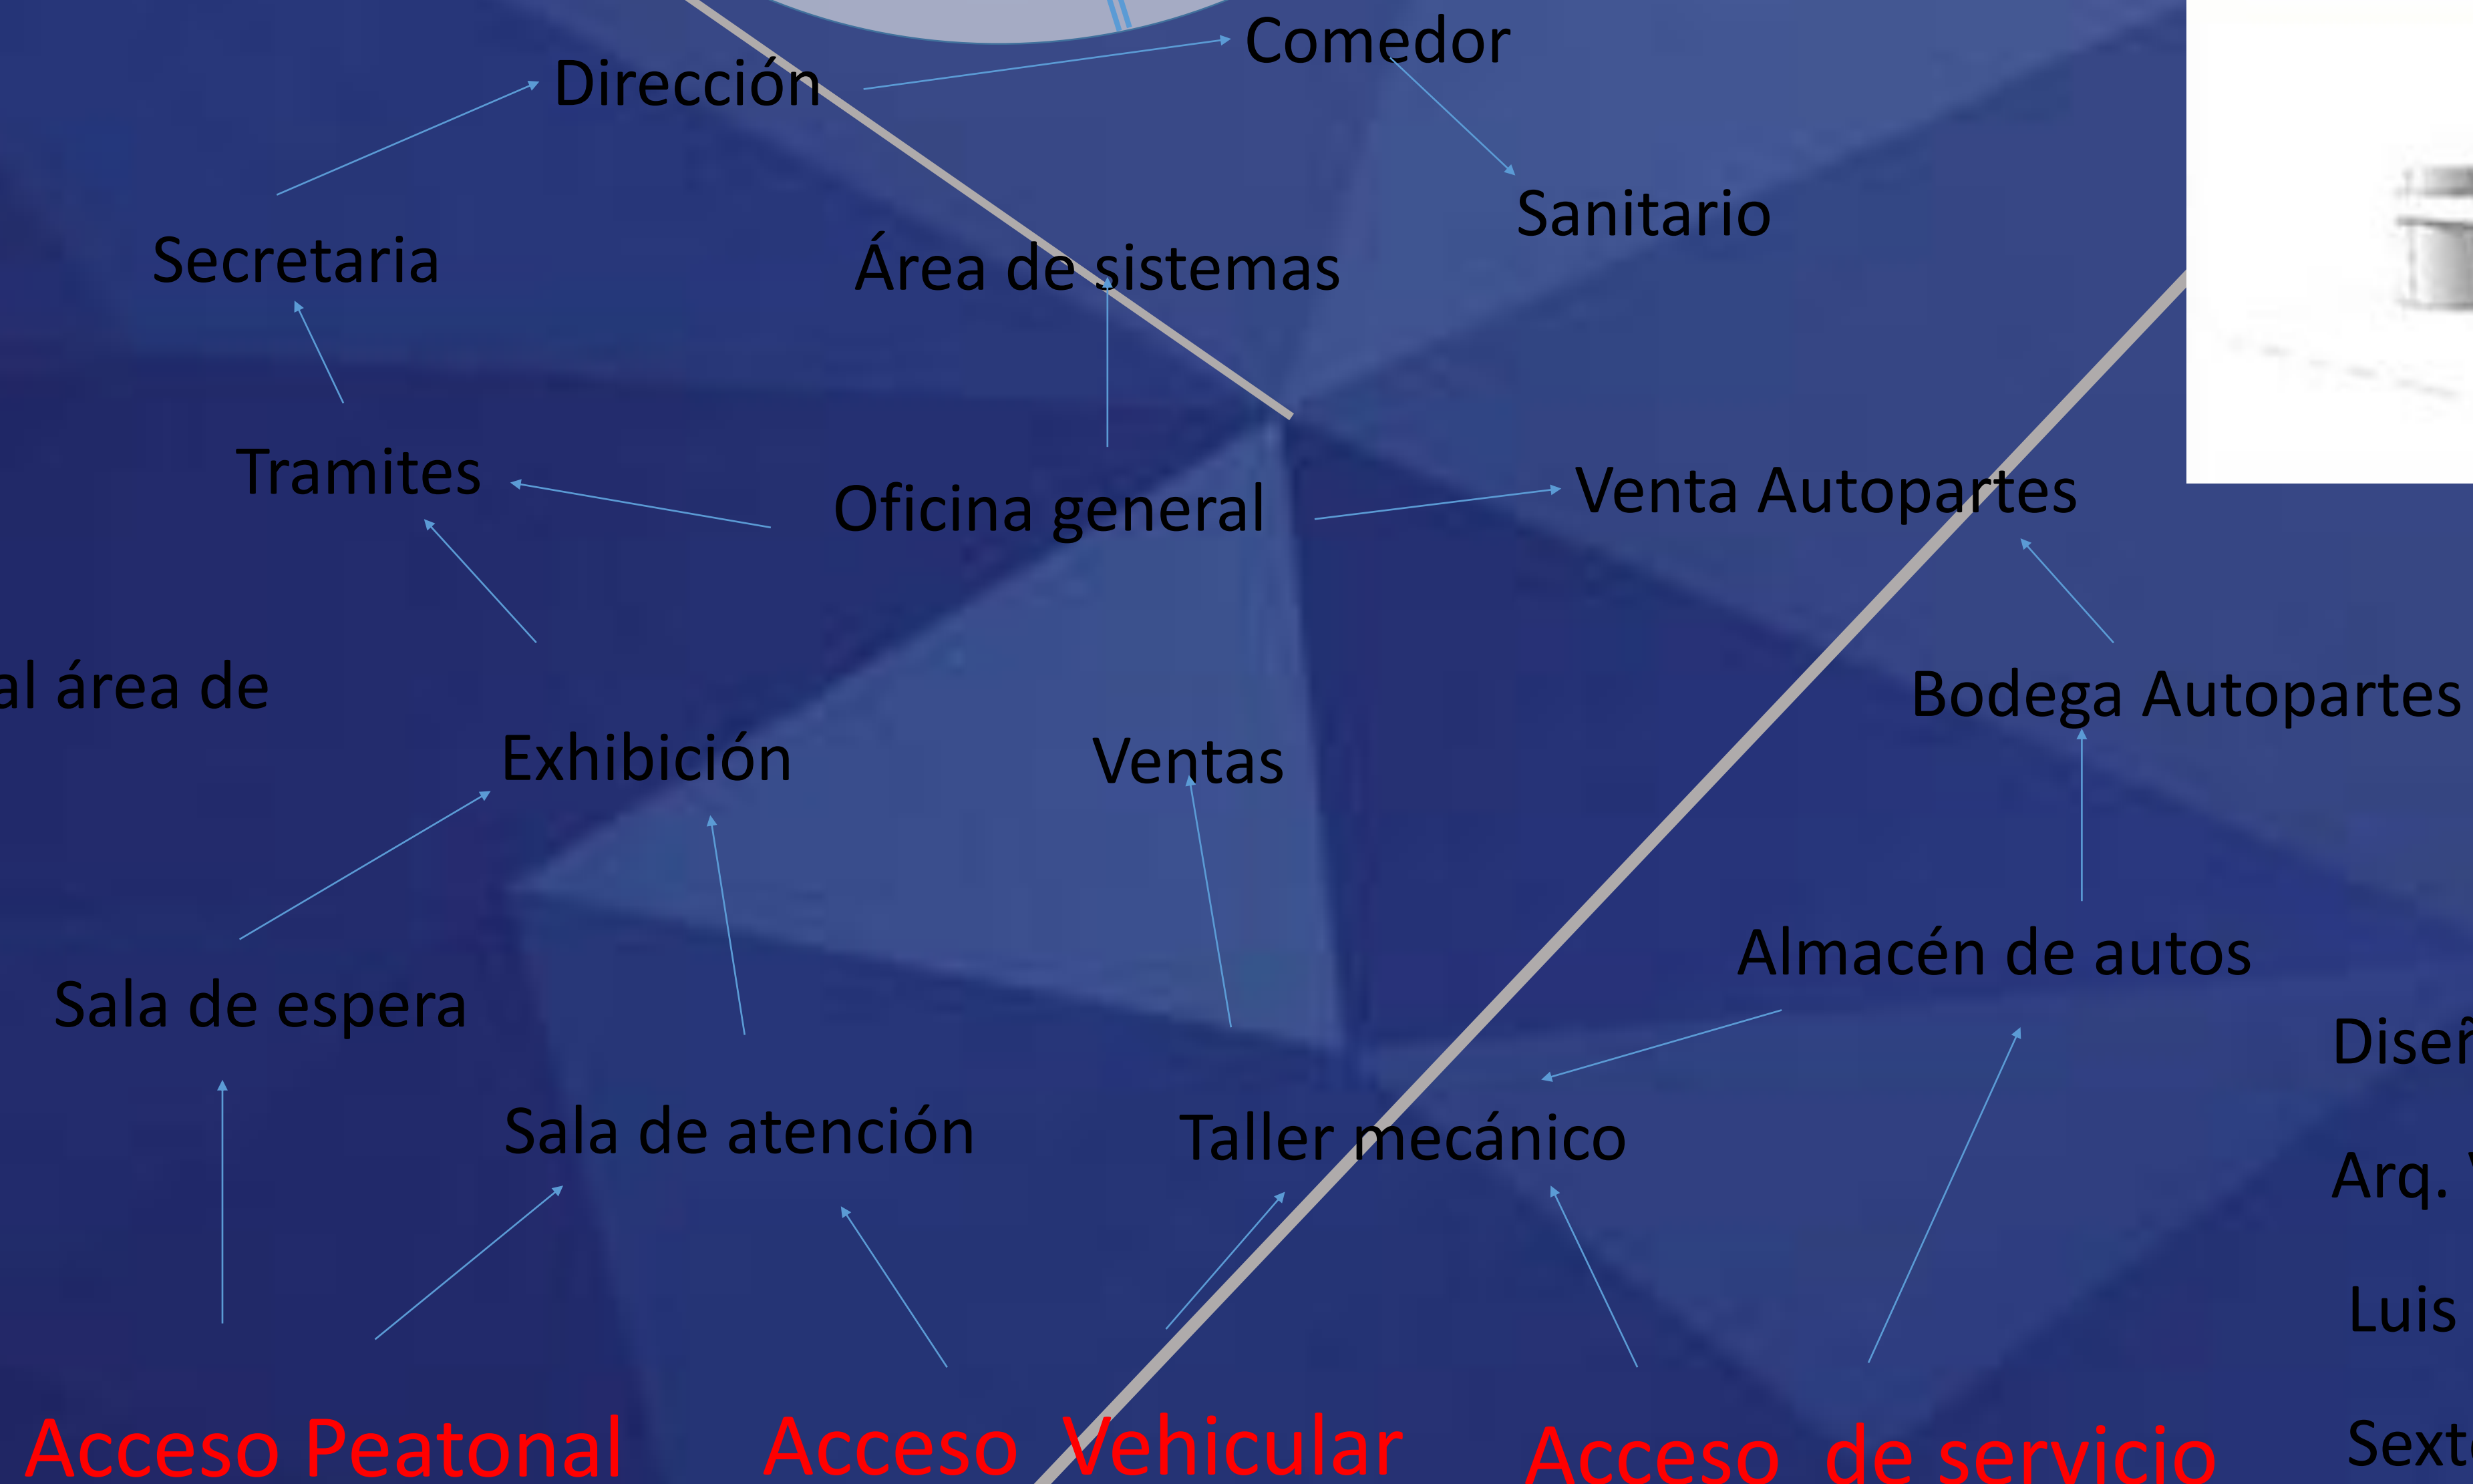 Comedor
Dirección
Sanitario
Secretaria
Área de sistemas
Tramites
Oficina general
Venta Autopartes
al área de
Bodega Autopartes
Exhibición
Ventas
Almacén de autos
Sala de espera
Sala de atención
Taller mecánico
Arq.
Luis
Acceso Peatonal
Acceso Vehicular
Acceso de servicio